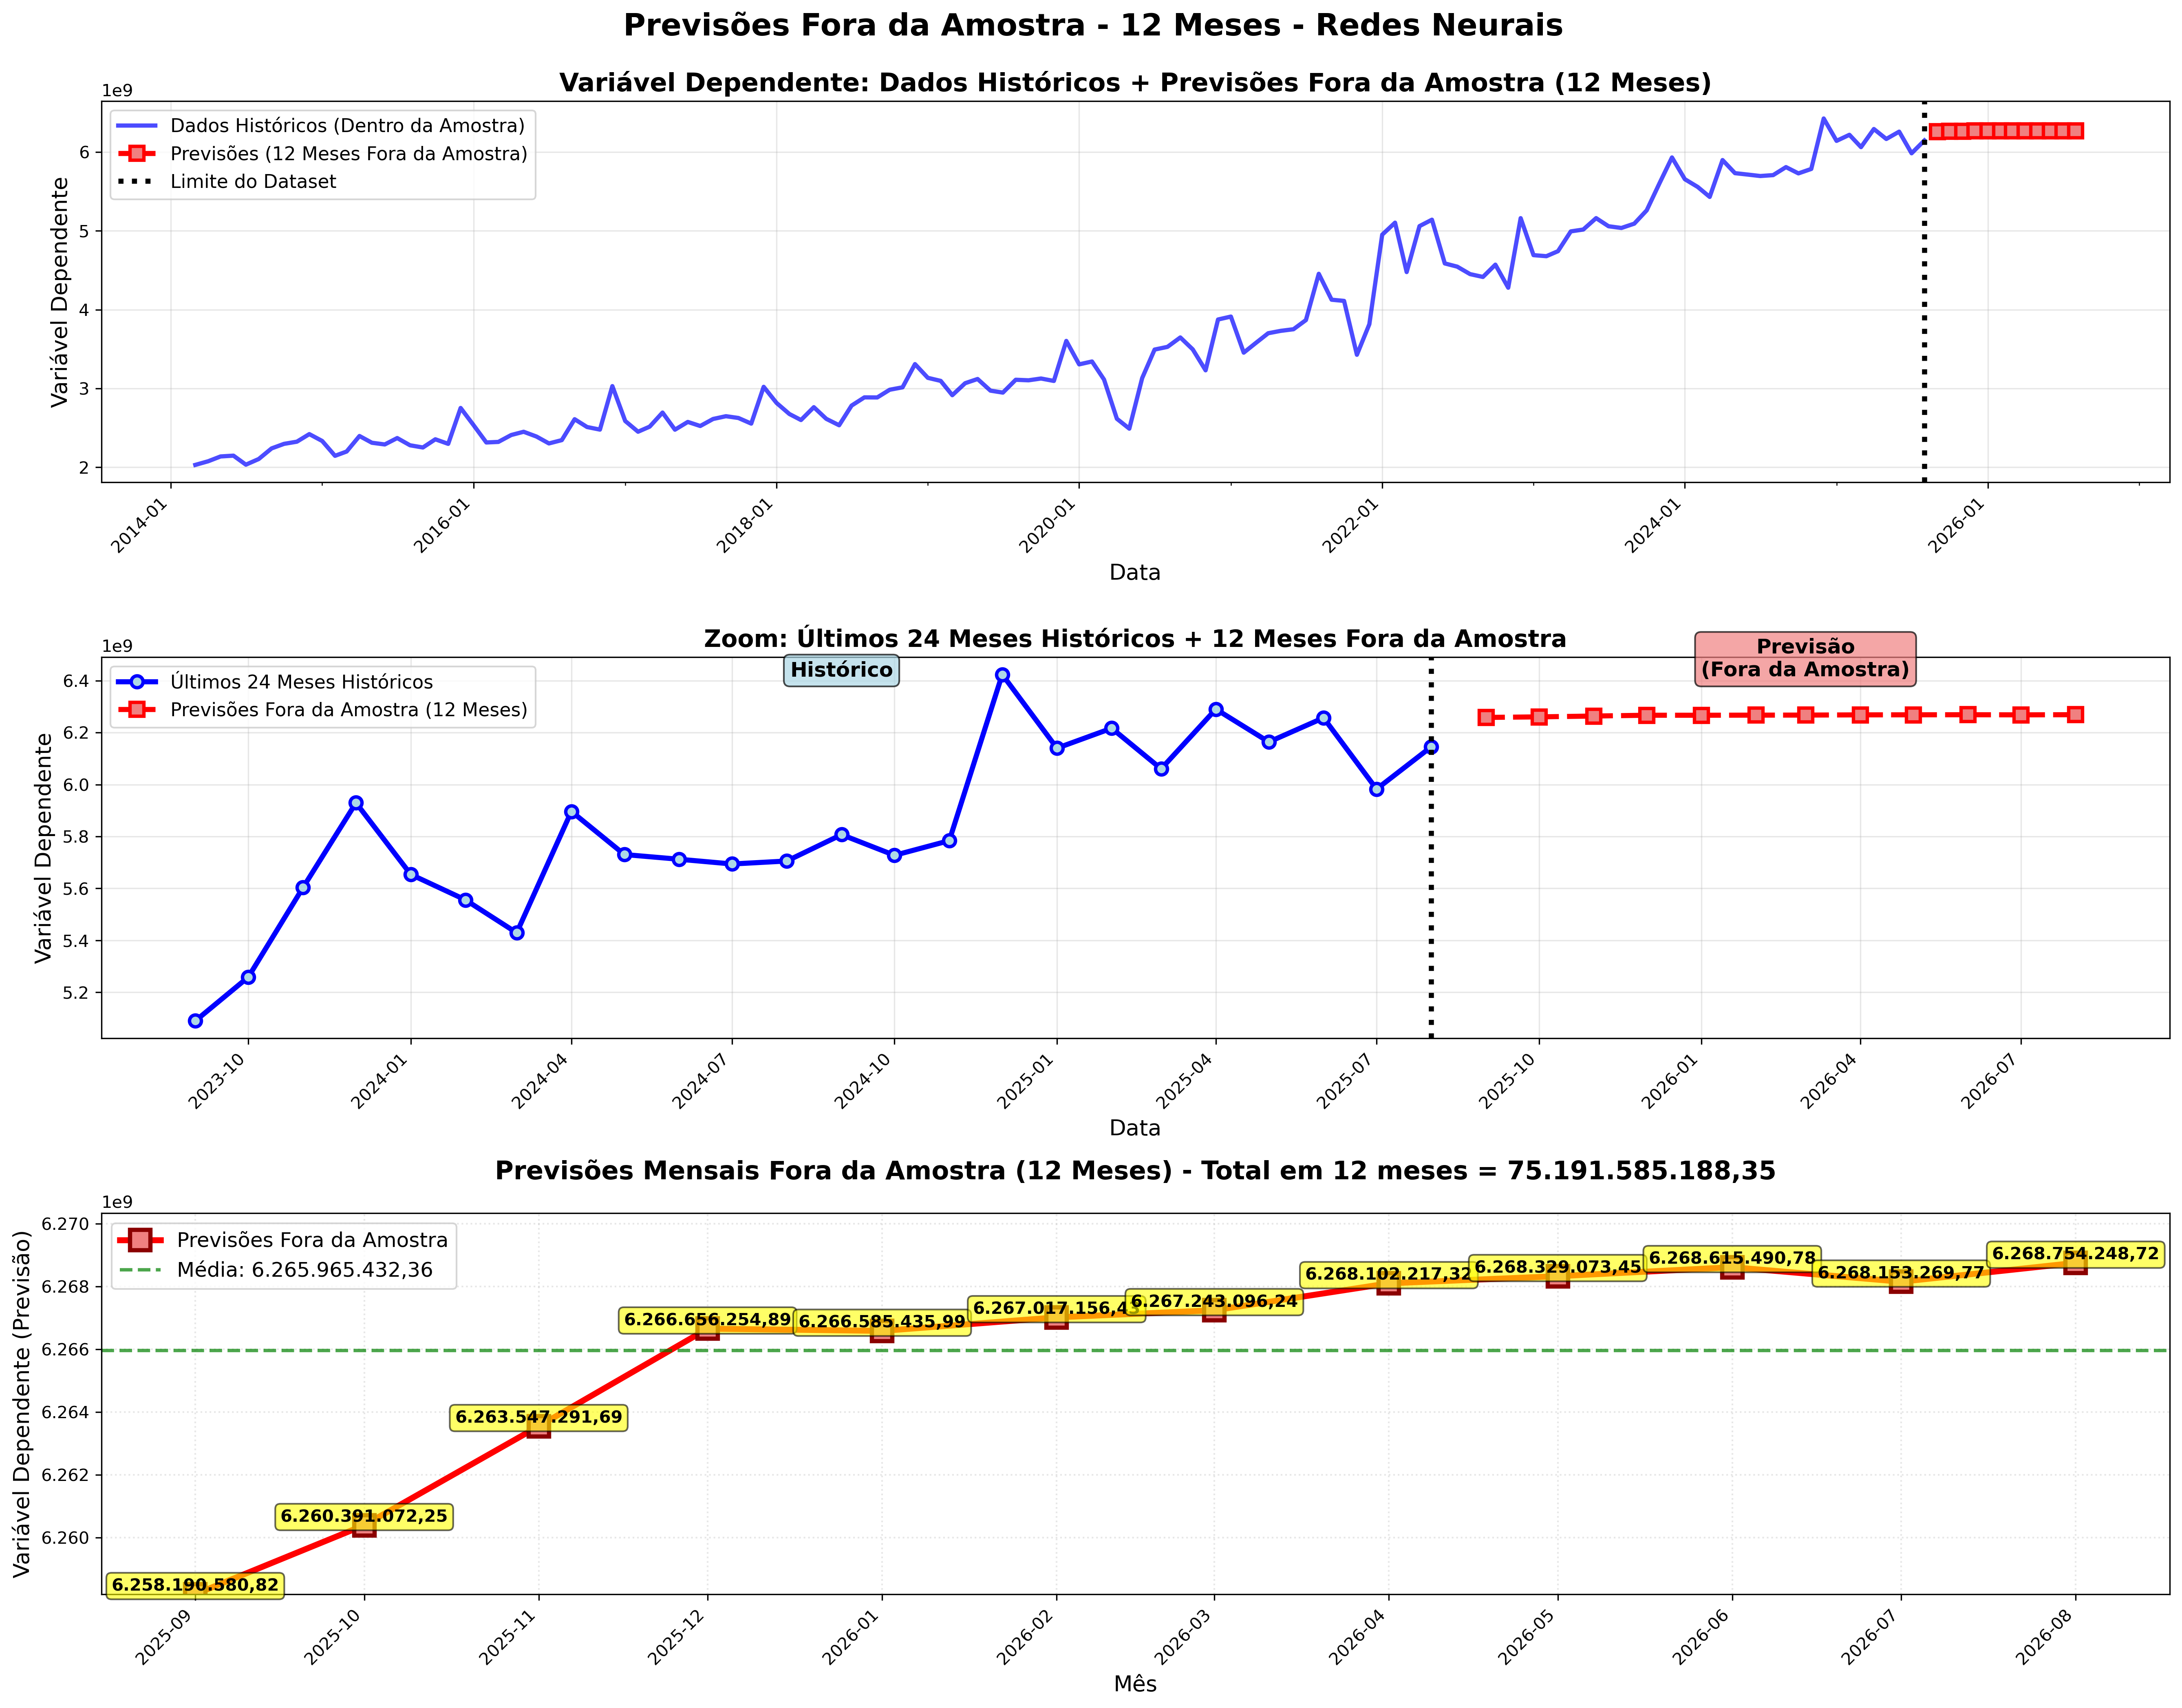 Previsões Fora da Amostra - 12 Meses - Redes Neurais
Variável Dependente: Dados Históricos + Previsões Fora da Amostra (12 Meses)
1e9
Dados Históricos (Dentro da Amostra)
Previsões (12 Meses Fora da Amostra)
Limite do Dataset
Variável Dependente
6
5
4
3
2
2014-01
2016-01
2018-01
2020-01
2022-01
2024-01
2026-01
Data
Zoom: Últimos 24 Meses Históricos + 12 Meses Fora da Amostra
1e9
Últimos 24 Meses Históricos
Previsões Fora da Amostra (12 Meses)
Histórico
Previsão
(Fora da Amostra)
Variável Dependente
6.4
6.2
6.0
5.8
5.6
5.4
5.2
2023-10
2024-01
2024-04
2024-07
2024-10
2025-01
2025-04
2025-07
2025-10
2026-01
2026-04
2026-07
Data
Previsões Mensais Fora da Amostra (12 Meses) - Total em 12 meses = 75.191.585.188,35
1e9
Previsões Fora da Amostra
Média: 6.265.965.432,36
Variável Dependente (Previsão)
6.270
6.268
6.266
6.264
6.262
6.260
6.258.190.580,82
6.260.391.072,25
6.263.547.291,69
6.266.656.254,89
6.266.585.435,99
6.267.243.096,24
6.268.102.217,32
6.268.329.073,45
6.268.615.490,78
6.268.153.269,77
6.268.754.248,72
2025-09
2025-10
2025-11
2025-12
2026-01
2026-02
2026-03
2026-04
2026-05
2026-06
2026-07
2026-08
Mês